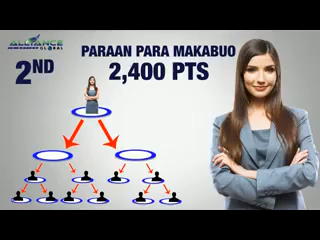 ALLIANCE
GLOBAL
2ND
PARAAN PARA MAKABUO
2,400 PTS